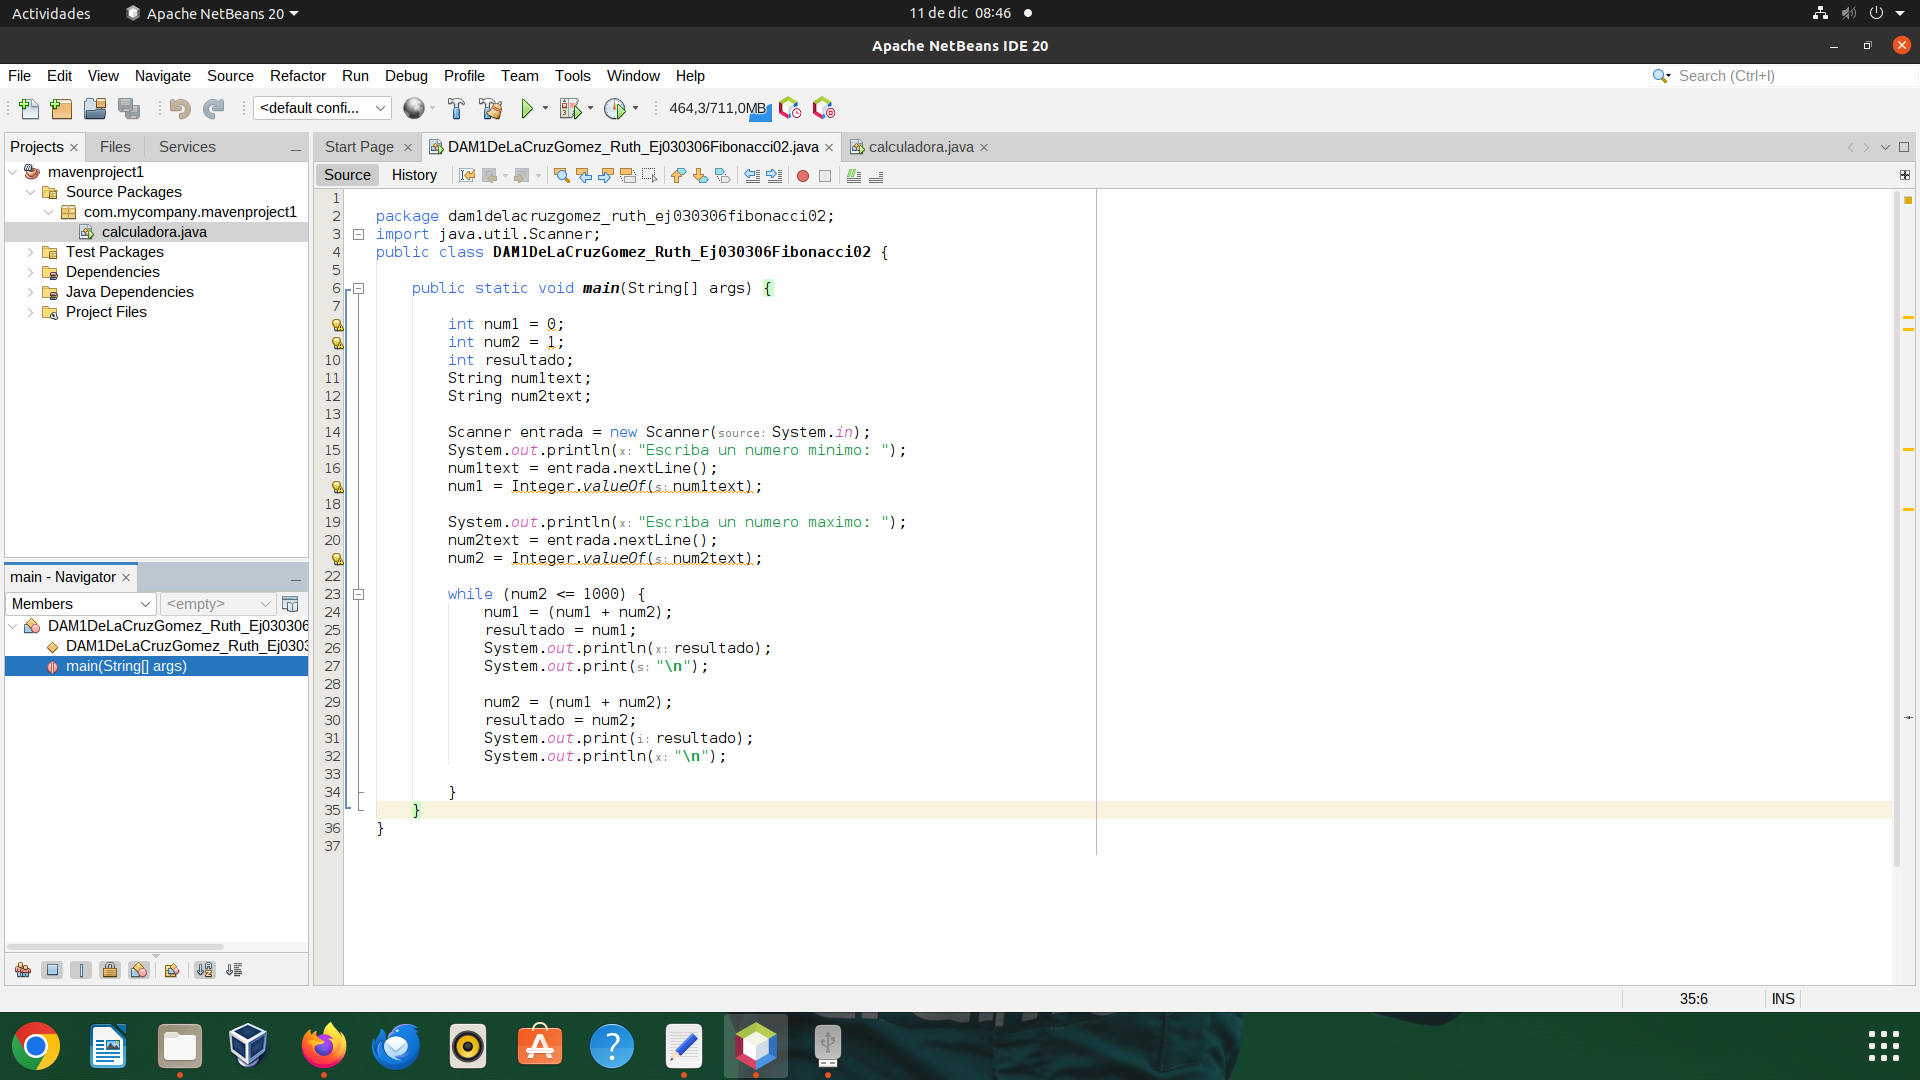 Actividades
Apache NetBeans 20
11 de dic 08:46
Apache NetBeans IDE 20
File Edit View Navigate Source Refactor Run Debug Profile Team Tools Window Help
Search (Ctrl+I)
<default confi...
464,3/711,0MB
Projects Files Services
mavenproject1
Source Packages
com.mycompany.mavenproject1
calculadora.java
Test Packages
Dependencies
Java Dependencies
Project Files
main - Navigator
Members
<empty>
DAM1DeLaCruzGomez_Ruth_Ej030306
DAM1DeLaCruzGomez_Ruth_Ej0303
main(String[] args)
Start Page
DAM1DeLaCruzGomez_Ruth_Ej030306Fibonacci02.java
calculadora.java
Source History
1
2 package dam1delacruzgomez_ruth_ej030306fibonacci02;
3 import java.util.Scanner;
4 public class DAM1DeLaCruzGomez_Ruth_Ej030306Fibonacci02 {
5
6 public static void main(String[] args) {
7
int num1 = 0;
int num2 = 1;
10 int resultado;
11 String num1text;
12 String num2text;
13
14 Scanner entrada = new Scanner(source: System.in);
15 System.out.println(x: "Escriba un numero minimo: ");
16 num1text = entrada.nextLine();
num1 = Integer.valueOf(s: num1text);
18
19 System.out.println(x: "Escriba un numero maximo: ");
20 num2text = entrada.nextLine();
num2 = Integer.valueOf(s: num2text);
22
23 while (num2 <= 1000) {
24 num1 = (num1 + num2);
25 resultado = num1;
26 System.out.println(x: resultado);
27 System.out.print(s: "\n");
28
29 num2 = (num1 + num2);
30 resultado = num2;
31 System.out.print(i: resultado);
32 System.out.println(x: "\n");
33
34 }
35 }
36 }
37
35:6 INS